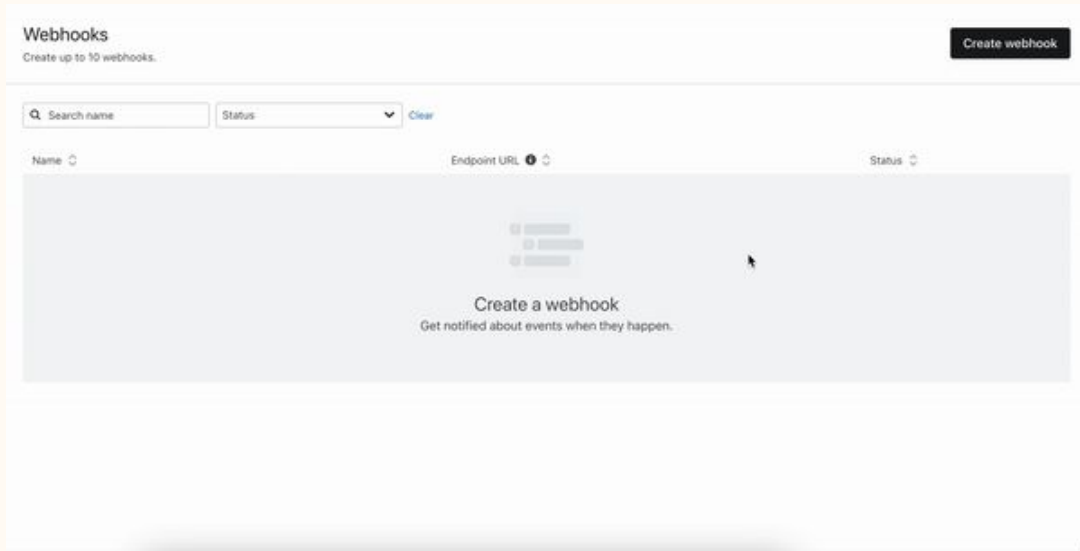 Webhooks
Create up to 10 webhooks.
Create webhook
Search name
Status
Clear
Name
Endpoint URL
Status
Create a webhook
Get notified about events when they happen.